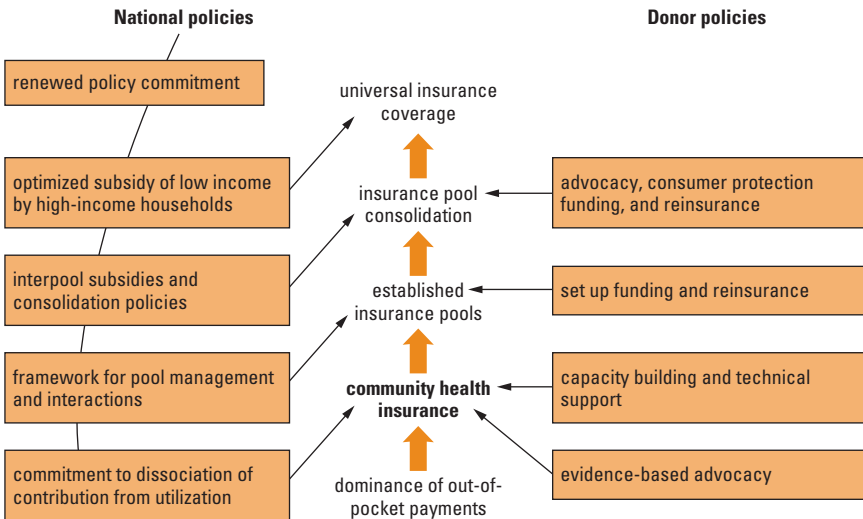 National policies
Donor policies
renewed policy commitment
universal insurance
coverage
optimized subsidy of low income
by high-income households
insurance pool
consolidation
advocacy, consumer protection
funding, and reinsurance
interpool subsidies and
consolidation policies
established
insurance pools
set up funding and reinsurance
framework for pool management
and interactions
community health
insurance
capacity building and technical
support
commitment to dissociation of
contribution from utilization
dominance of out-of-
pocket payments
evidence-based advocacy